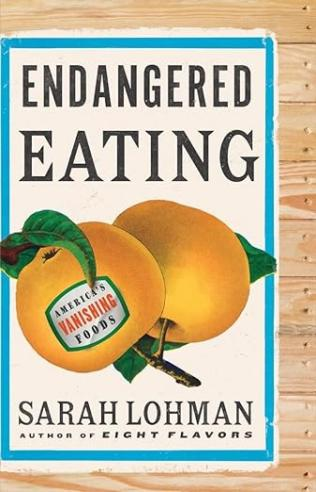 ENDANGERED
EATING
AMERICA'S
VANISHING
FOODS
SARAH LOHMAN
AUTHOR OF EIGHT FLAVORS